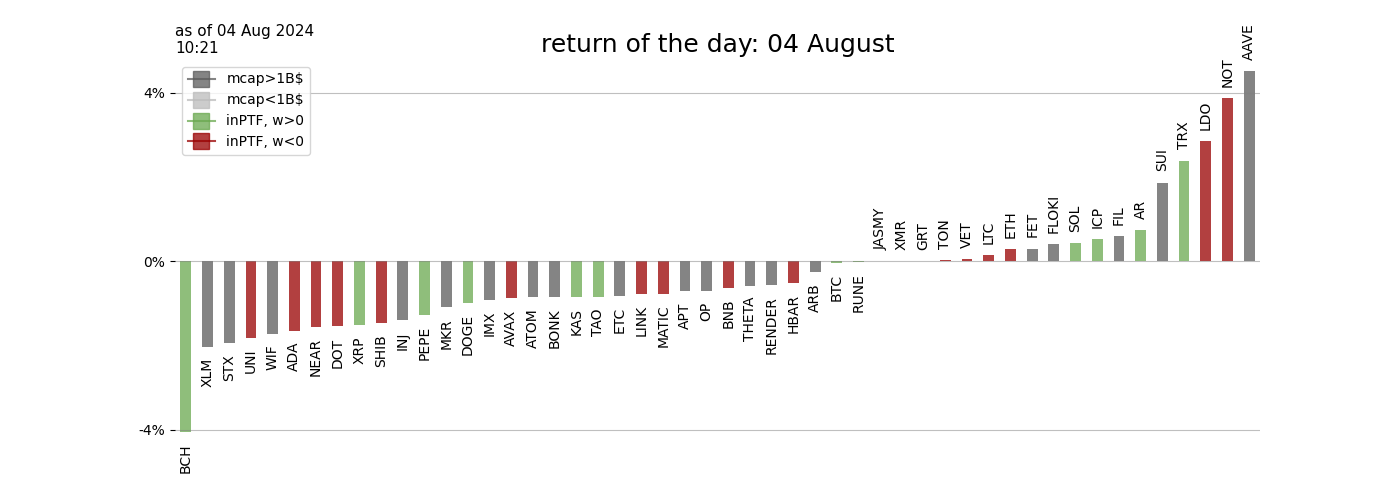 as of 04 Aug 2024
10:21
return of the day: 04 August
mcap>1B$
mcap<1B$
inPTF, w>0
inPTF, w<0
4%
0%
-4%
BCH
XLM
STX
UNI
WIF
ADA
NEAR
DOT
XRP
SHIB
INJ
PEPE
MKR
DOGE
IMX
AVAX
ATOM
BONK
KAS
TAO
ETC
LINK
MATIC
APT
OP
BNB
THETA
RENDER
HBAR
ARB
BTC
RUNE
JASMY
XMR
GRT
TON
VET
LTC
ETH
FET
FLOKI
SOL
ICP
FIL
AR
SUI
TRX
LDO
NOT
AAVE